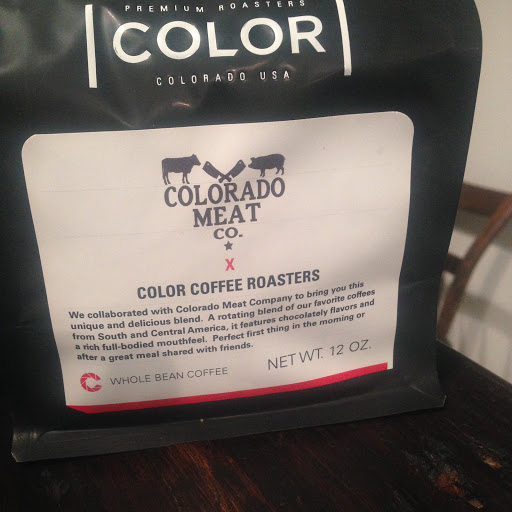 PREMIUM ROASTERS
COLOR
COLORADO USA
COLORADO
MEAT
CO.
X
COLOR COFFEE ROASTERS
We collaborated with Colorado Meat Company to bring you this
unique and delicious blend. A rotating blend of our favorite coffees
from South and Central America, it features chocolately flavors and
a rich full-bodied mouthfeel. Perfect first thing in the morning or
after a great meal shared with friends.
WHOLE BEAN COFFEE
NET WT. 12 OZ.